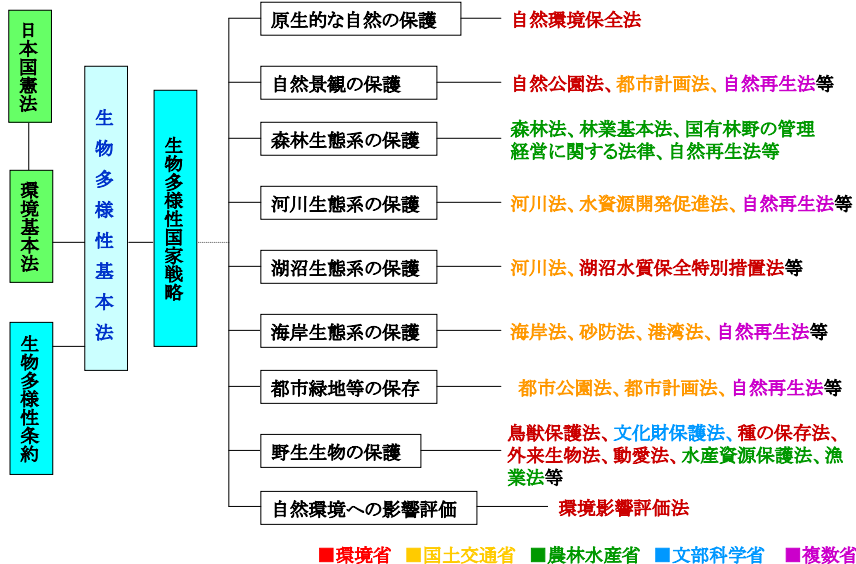 日本国憲法
環境基本法
生物多様性条約
生物多様性基本法
生物多様性国家戦略
原生的な自然の保護
自然環境保全法
自然景観の保護
自然公園法、都市計画法、自然再生法等
森林生態系の保護
森林法、林業基本法、国有林野の管理
経営に関する法律、自然再生法等
河川生態系の保護
河川法、水資源開発促進法、自然再生法等
湖沼生態系の保護
河川法、湖沼水質保全特別措置法等
海岸生態系の保護
海岸法、砂防法、港湾法、自然再生法等
都市緑地等の保存
都市公園法、都市計画法、自然再生法等
野生生物の保護
鳥獣保護法、文化財保護法、種の保存法、
外来生物法、動愛法、水産資源保護法、漁
業法等
自然環境への影響評価
環境影響評価法
■環境省 ■国土交通省 ■農林水産省 ■文部科学省 ■複数省